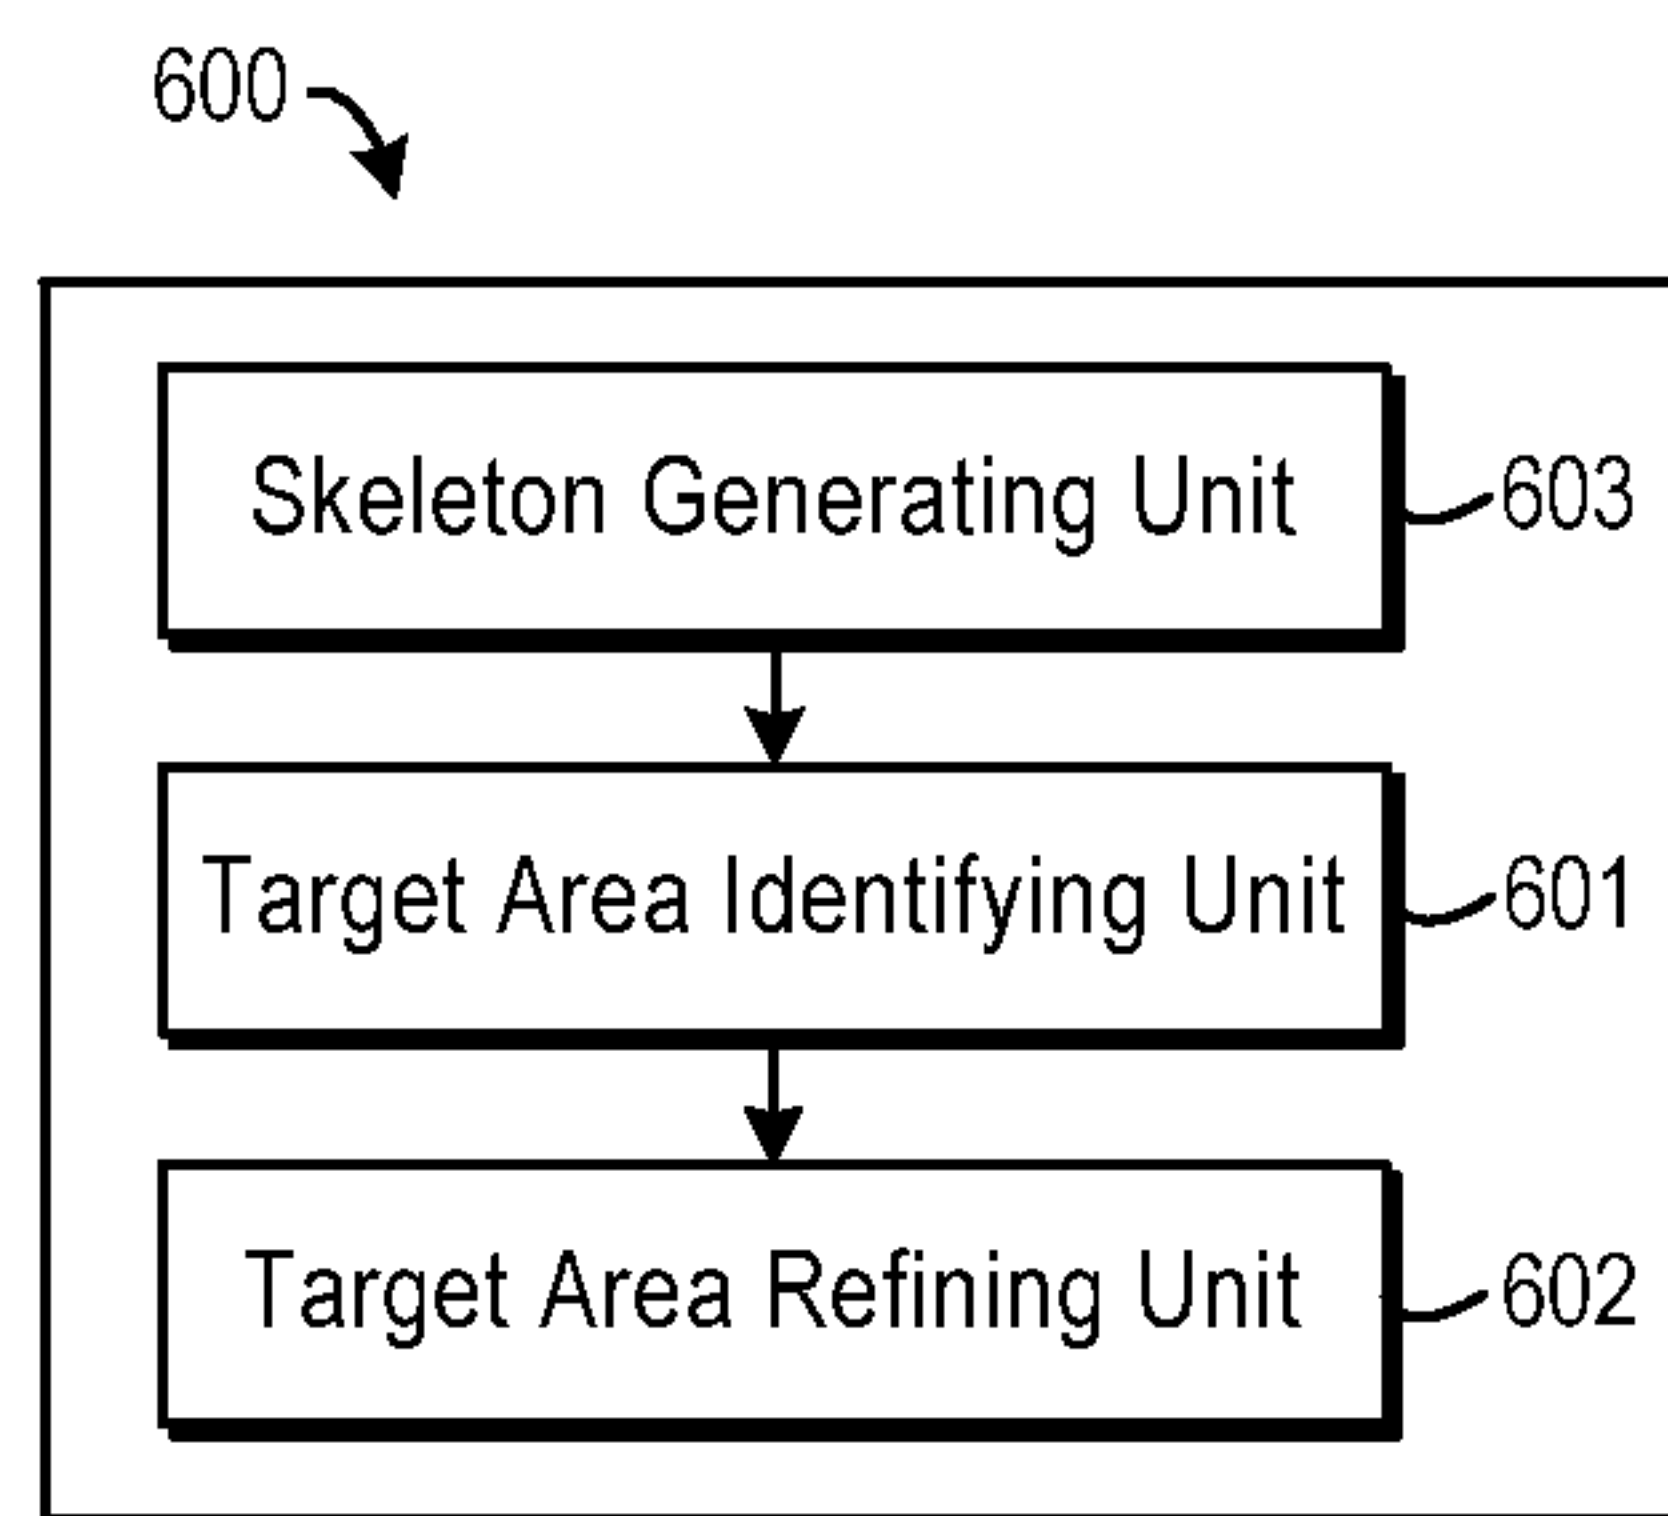 600
Skeleton Generating Unit
603
Target Area Identifying Unit
601
Target Area Refining Unit
602